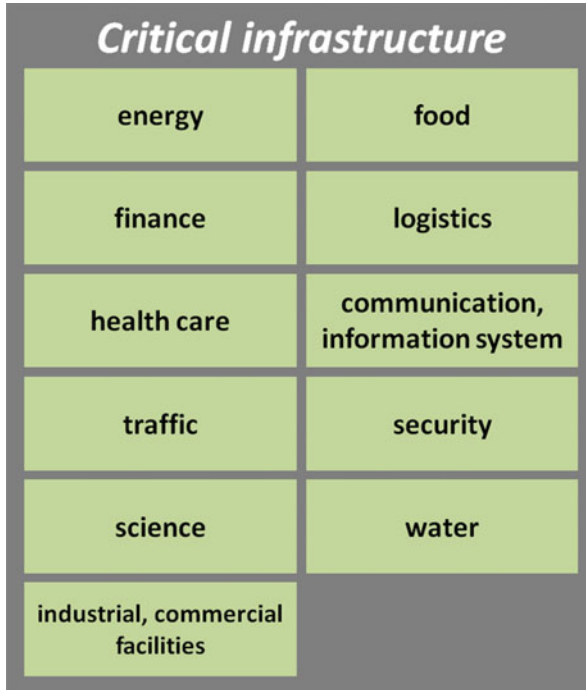 Critical infrastructure
energy
food
finance
logistics
health care
communication,
information system
traffic
security
science
water
industrial, commercial
facilities